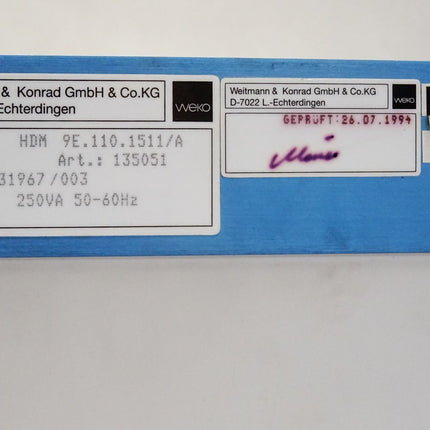 & Konrad GmbH & Co.KG
Echterdingen
weko
HDM 9E.110.1511/A
Art.: 135051
31967/003
250VA 50-60Hz
Weitmann & Konrad GmbH & Co.KG
D-7022 L.-Echterdingen
weko
GEPRÜFT:26.07.1994